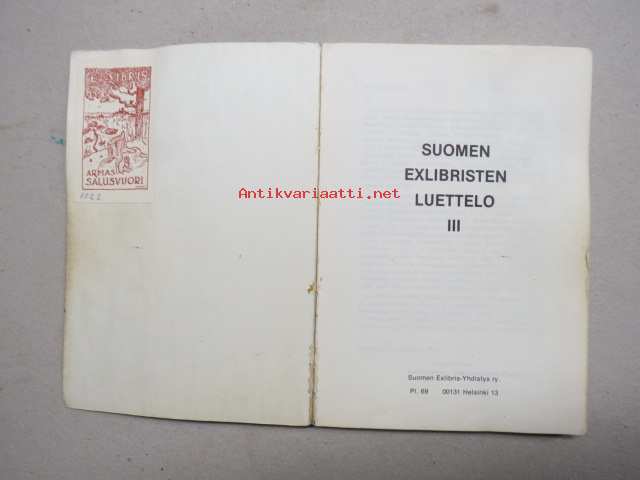 EXLIBRIS
ARMAS
SALUSVUORI
Antikvariaatti.net
SUOMEN
EXLIBRISTEN
LUETTELO
III
Suomen Exlibris-Yhdistys ry.
Pl. 69 00131 Helsinki 13